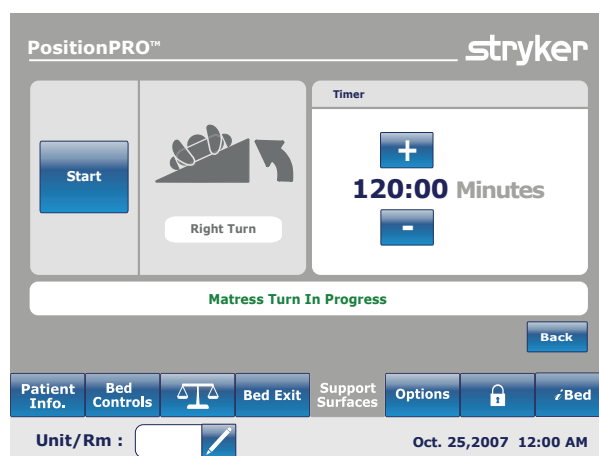 PositionPRO™
stryker
Timer
Start
+
120:00 Minutes
-
Right Turn
Matress Turn In Progress
Back
Patient Info.
Bed Controls
Bed Exit
Support Surfaces
Options
iBed
Unit/Rm :
Oct. 25,2007 12:00 AM